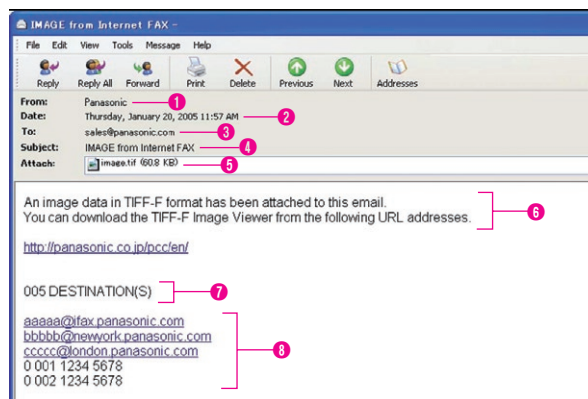 IMAGE from Internet FAX -
File Edit View Tools Message Help
Reply Reply All Forward Print Delete Previous Next Addresses
From: Panasonic 1
Date: Thursday, January 20, 2005 11:57 AM 2
To: sales@panasonic.com 3
Subject: IMAGE from Internet FAX 4
Attach: image.tif (60.8 KB) 5
An image data in TIFF-F format has been attached to this email.
You can download the TIFF-F Image Viewer from the following URL addresses. 6
http://panasonic.co.jp/pcc/en/
005 DESTINATION(S) 7
aaaaa@ifax.panasonic.com
bbbbb@newyork.panasonic.com
ccccc@london.panasonic.com 8
0 001 1234 5678
0 002 1234 5678